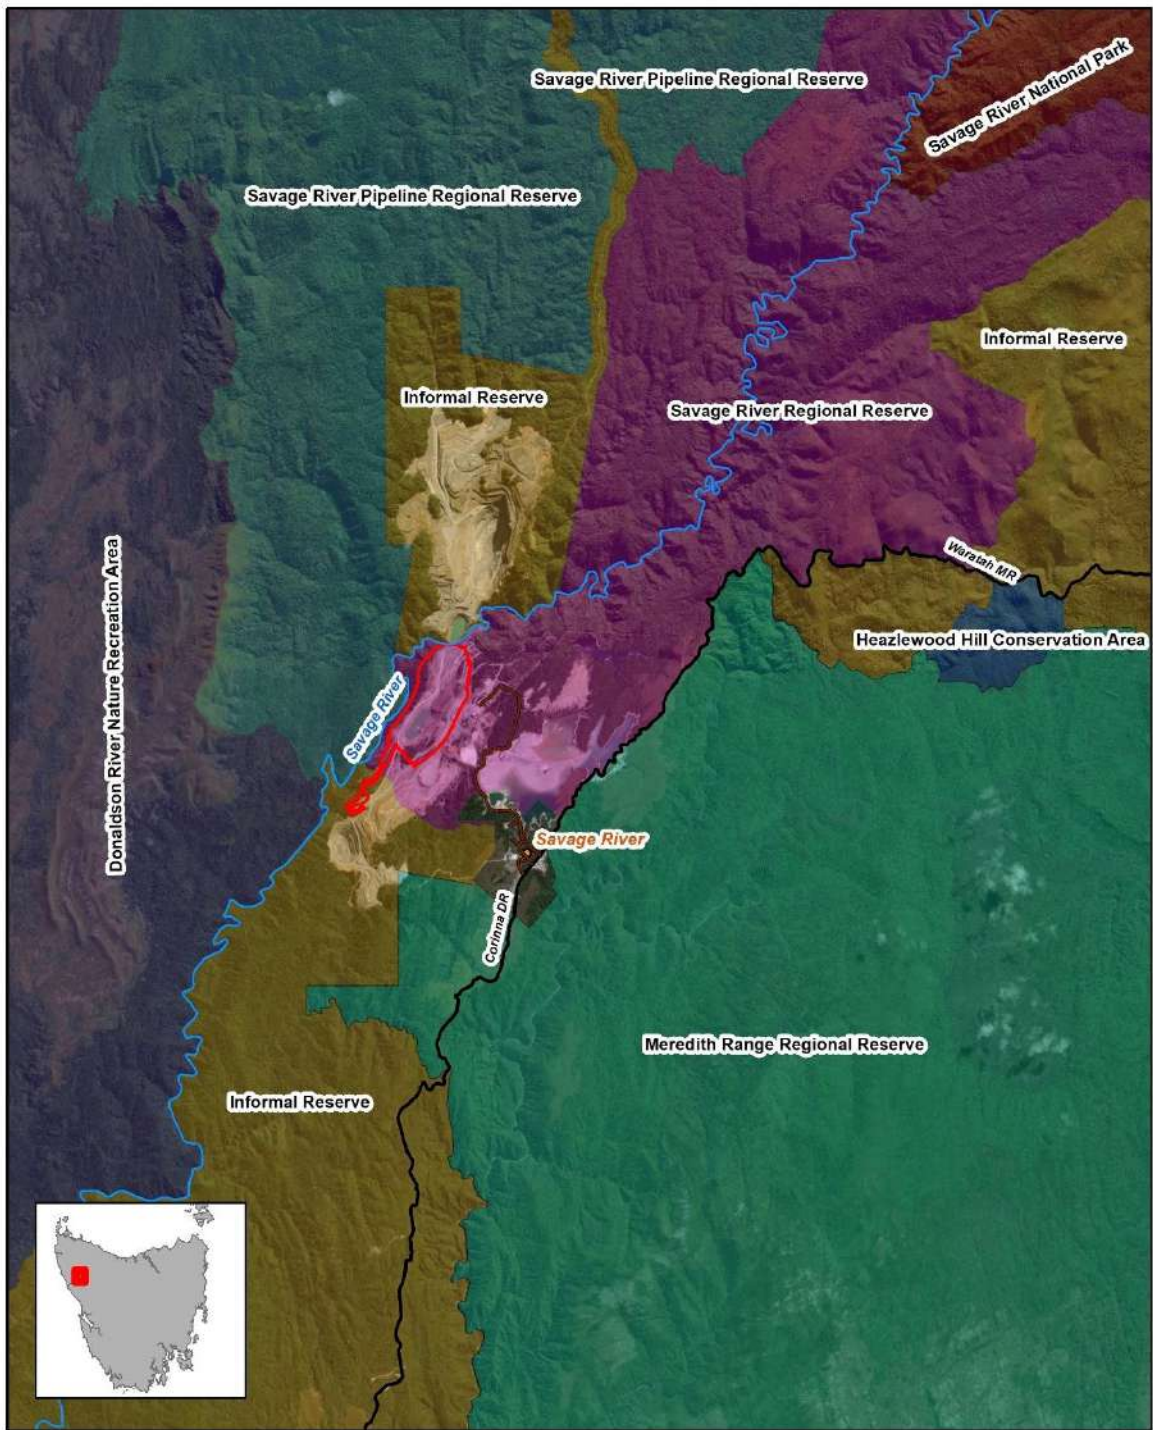 Savage River Pipeline Regional Reserve
Savage River National Park
Savage River Pipeline Regional Reserve
Informal Reserve
Informal Reserve
Savage River Regional Reserve
Donaldson River Nature Recreation Area
Waratah MR
Heazlewood Hill Conservation Area
Savage River
Savage River
Corinna DR
Meredith Range Regional Reserve
Informal Reserve